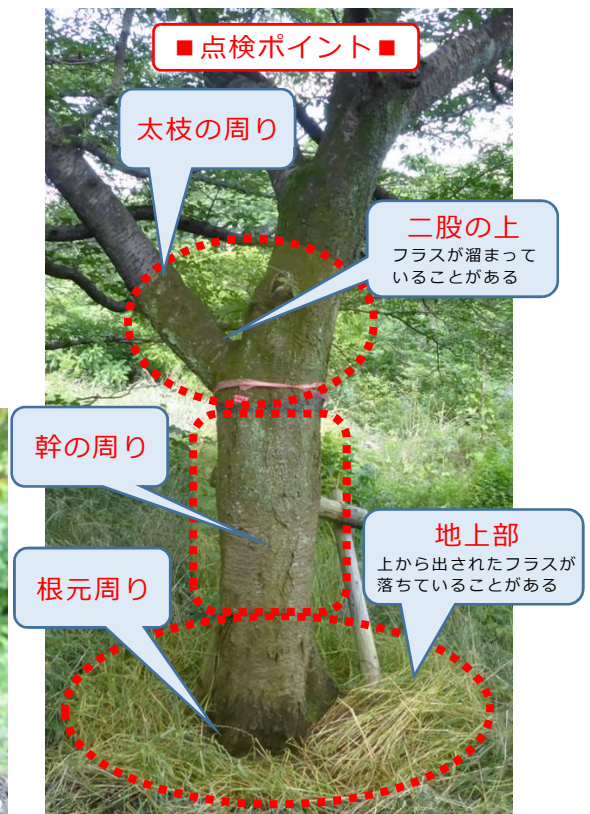 ■点検ポイント■
太枝の周り
二股の上
フラスが溜まって
いることがある
幹の周り
地上部
上から出されたフラスが
落ちていることがある
根元周り